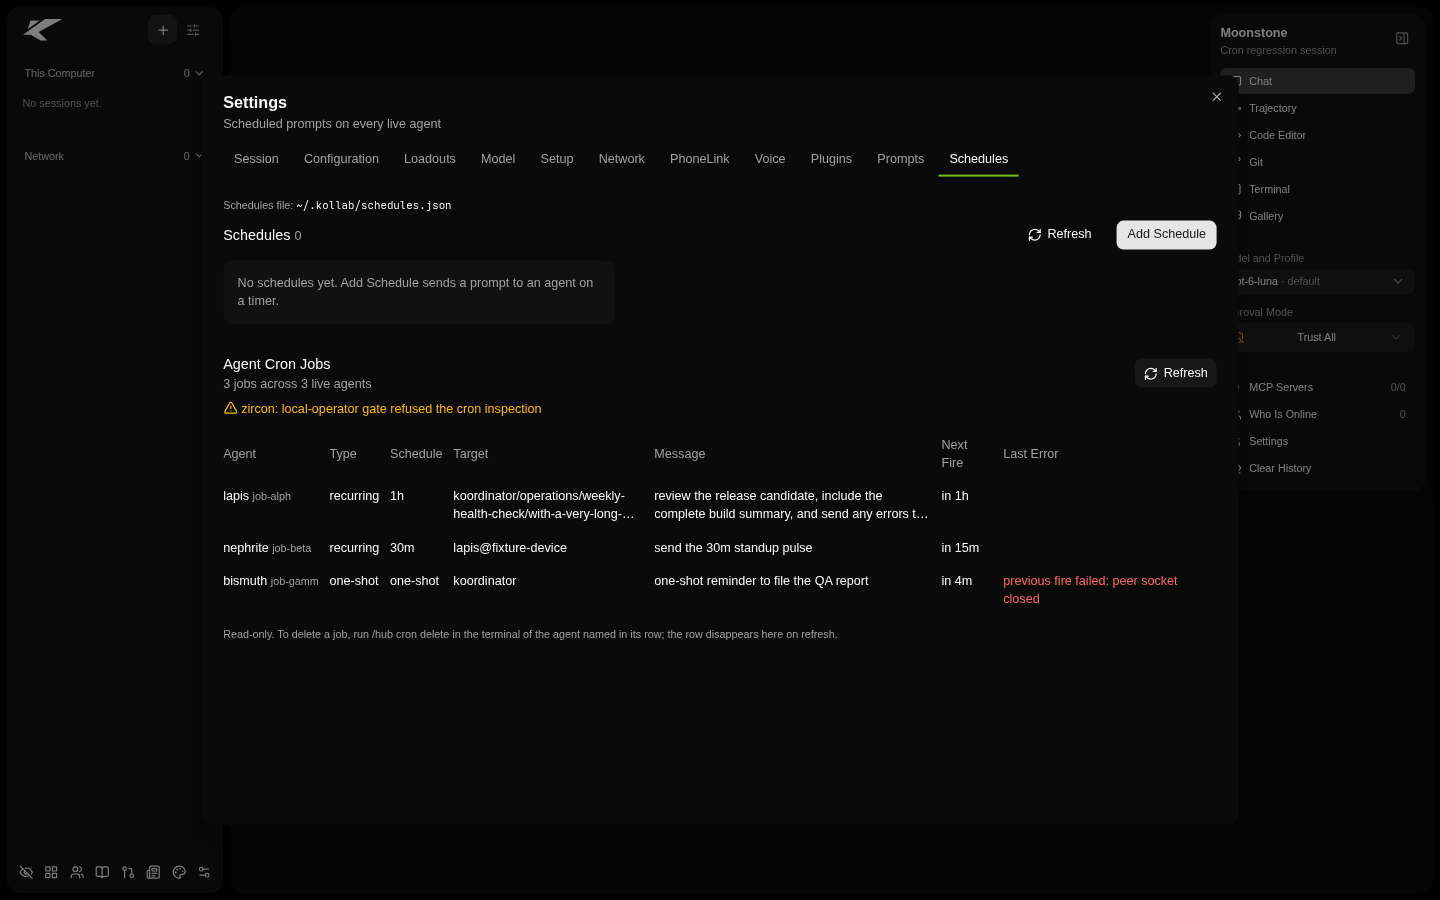 This Computer 0
No sessions yet.
Network 0
Settings
Scheduled prompts on every live agent
Session Configuration Loadouts Model Setup Network PhoneLink Voice Plugins Prompts Schedules
Schedules file: ~/.kollab/schedules.json
Schedules 0
Refresh
Add Schedule
No schedules yet. Add Schedule sends a prompt to an agent on
a timer.
Agent Cron Jobs
3 jobs across 3 live agents
Refresh
zircon: local-operator gate refused the cron inspection
Agent Type Schedule Target Message Next Fire Last Error
lapis job-alph recurring 1h koordinator/operations/weekly- review the release candidate, include the in 1h
health-check/with-a-very-long-… complete build summary, and send any errors t…
nephrite job-beta recurring 30m lapis@fixture-device send the 30m standup pulse in 15m
bismuth job-gamm one-shot one-shot koordinator one-shot reminder to file the QA report in 4m previous fire failed: peer socket
closed
Read-only. To delete a job, run /hub cron delete in the terminal of the agent named in its row; the row disappears here on refresh.
Moonstone
Cron regression session
Chat
Trajectory
Code Editor
Git
Terminal
Gallery
del and Profile
pt-6-luna · default
roval Mode
Trust All
MCP Servers 0/0
Who Is Online 0
Settings
Clear History